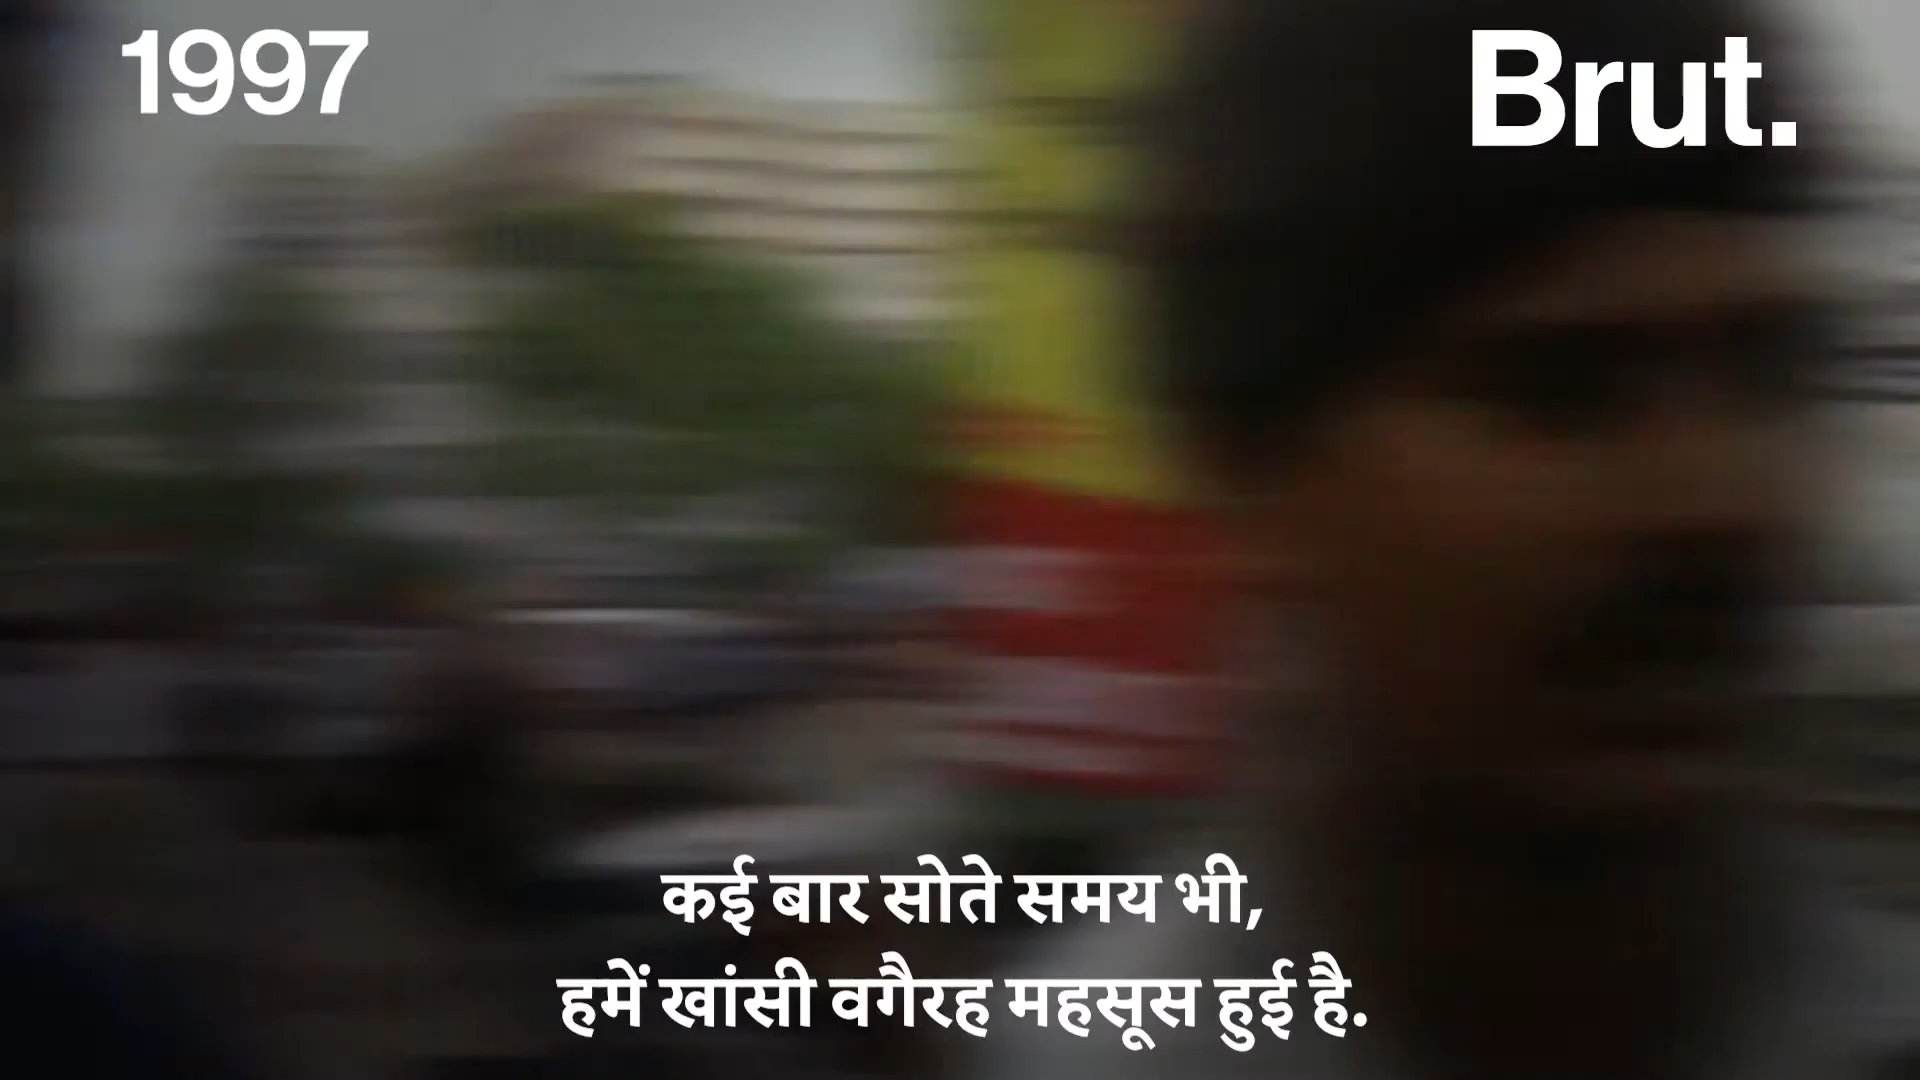 1997
Brut.
कई बार सोते समय भी,
हमें खांसी वगैरह महसूस हुई है.